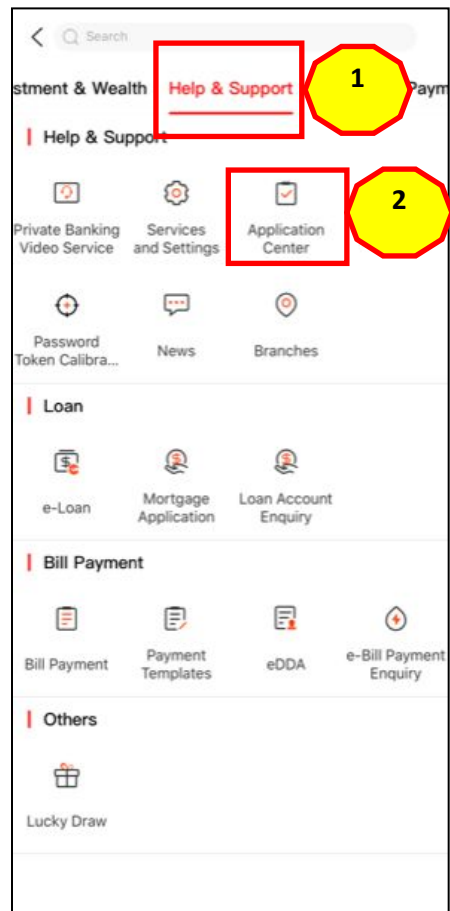 Search
stment & Wealth Help & Support 1 Paym
Help & Support
2
Private Banking Services Application
Video Service and Settings Center
Password News Branches
Token Calibra...
Loan
e-Loan Mortgage Loan Account
Application Enquiry
Bill Payment
Bill Payment Payment eDDA e-Bill Payment
Templates Enquiry
Others
Lucky Draw